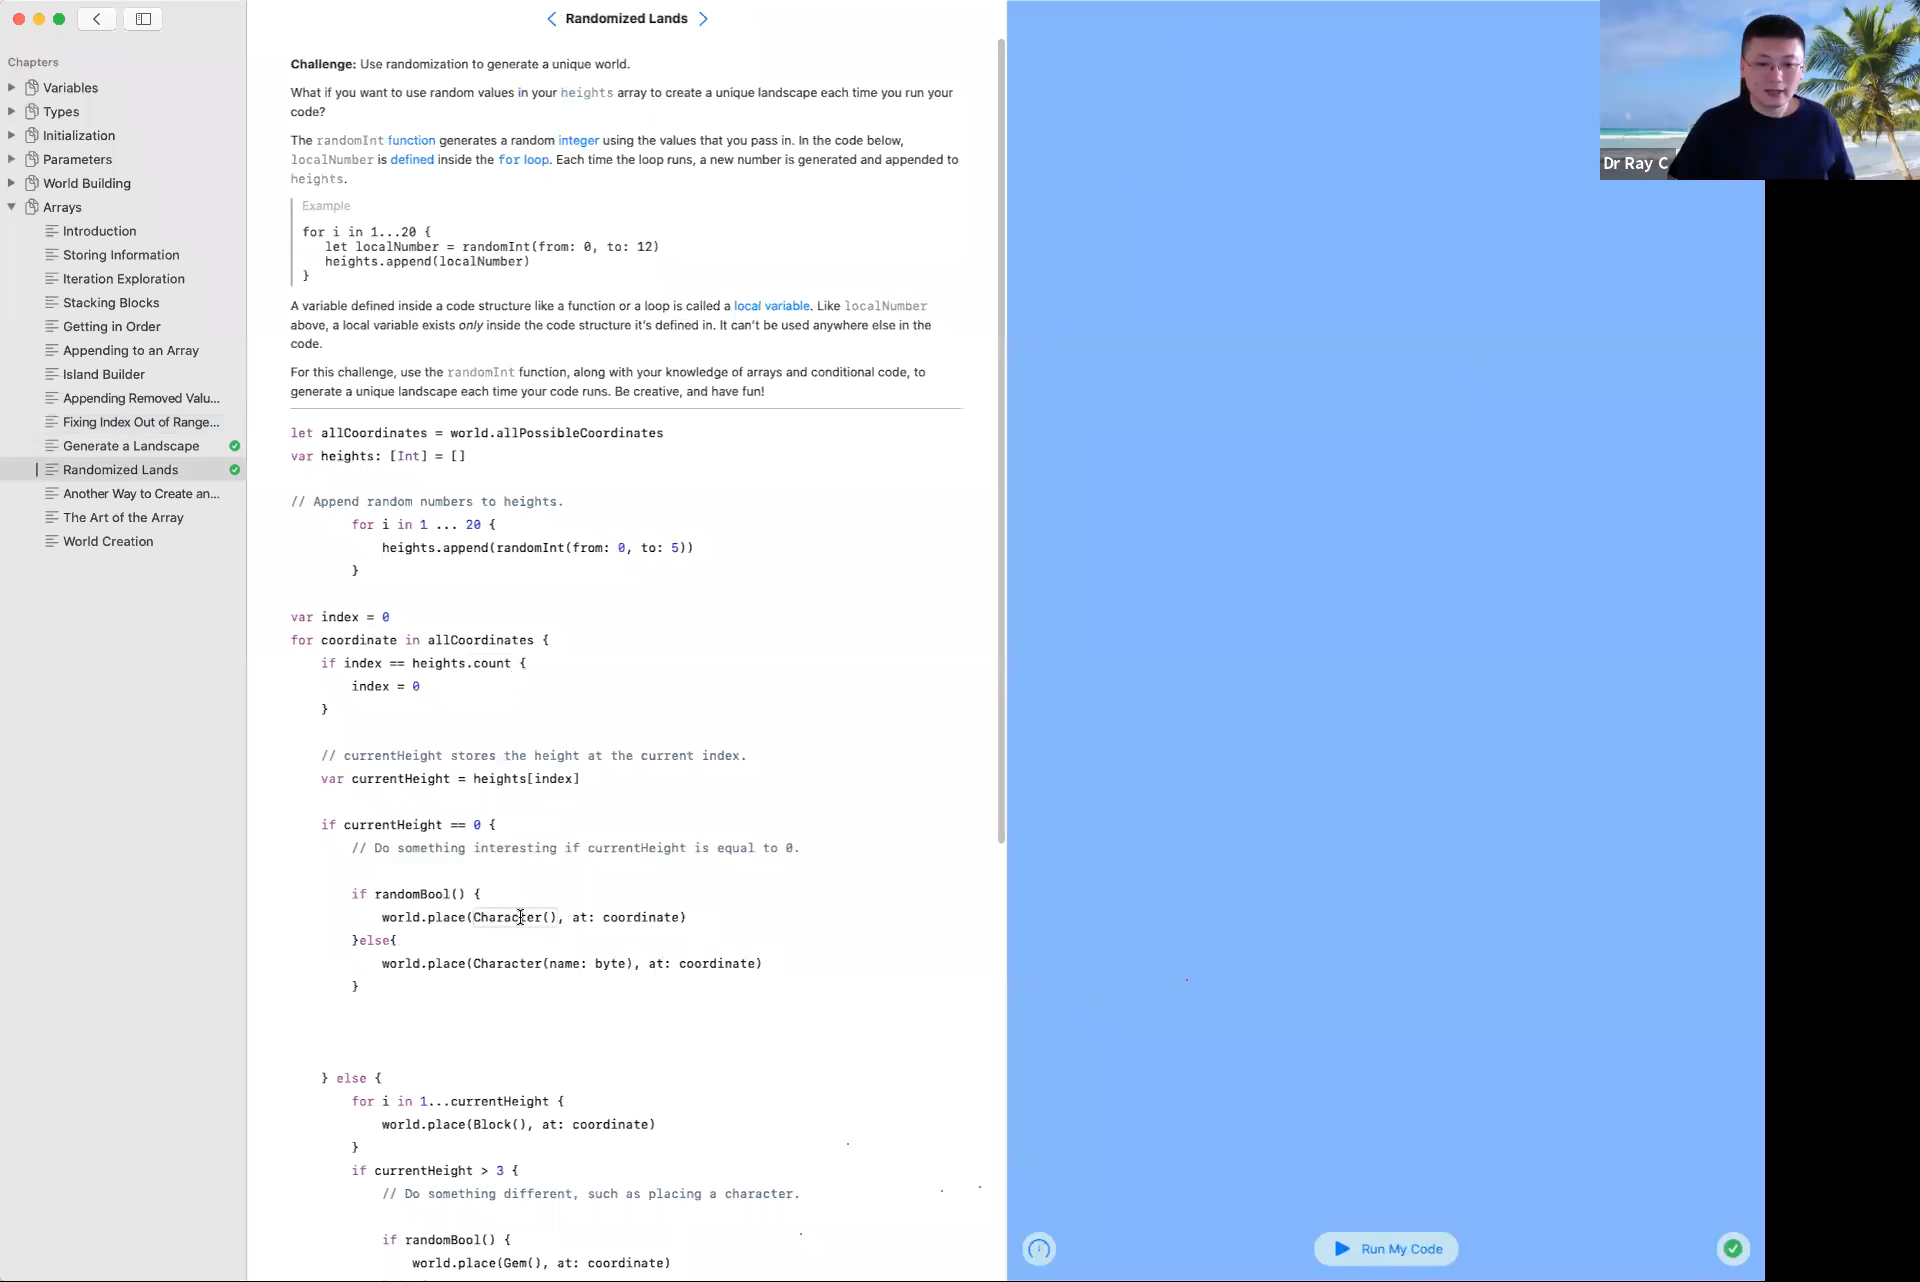 Randomized Lands
Chapters
Variables
Types
Initialization
Parameters
World Building
Arrays
Introduction
Storing Information
Iteration Exploration
Stacking Blocks
Getting in Order
Appending to an Array
Island Builder
Appending Removed Valu...
Fixing Index Out of Range...
Generate a Landscape
Randomized Lands
Another Way to Create an...
The Art of the Array
World Creation
Challenge: Use randomization to generate a unique world.
What if you want to use random values in your heights array to create a unique landscape each time you run your
code?
The randomInt function generates a random integer using the values that you pass in. In the code below,
localNumber is defined inside the for loop. Each time the loop runs, a new number is generated and appended to
heights.
Example
for i in 1...20 {
   let localNumber = randomInt(from: 0, to: 12)
   heights.append(localNumber)
}
A variable defined inside a code structure like a function or a loop is called a local variable. Like localNumber
above, a local variable exists only inside the code structure it's defined in. It can't be used anywhere else in the
code.
For this challenge, use the randomInt function, along with your knowledge of arrays and conditional code, to
generate a unique landscape each time your code runs. Be creative, and have fun!
let allCoordinates = world.allPossibleCoordinates
var heights: [Int] = []
// Append random numbers to heights.
        for i in 1 ... 20 {
            heights.append(randomInt(from: 0, to: 5))
        }
var index = 0
for coordinate in allCoordinates {
    if index == heights.count {
        index = 0
    }
    // currentHeight stores the height at the current index.
    var currentHeight = heights[index]
    if currentHeight == 0 {
        // Do something interesting if currentHeight is equal to 0.
        if randomBool() {
            world.place(Character(), at: coordinate)
        }else{
            world.place(Character(name: byte), at: coordinate)
        }
    } else {
        for i in 1...currentHeight {
            world.place(Block(), at: coordinate)
        }
        if currentHeight > 3 {
            // Do something different, such as placing a character.
            if randomBool() {
                world.place(Gem(), at: coordinate)
Run My Code
Dr Ray C